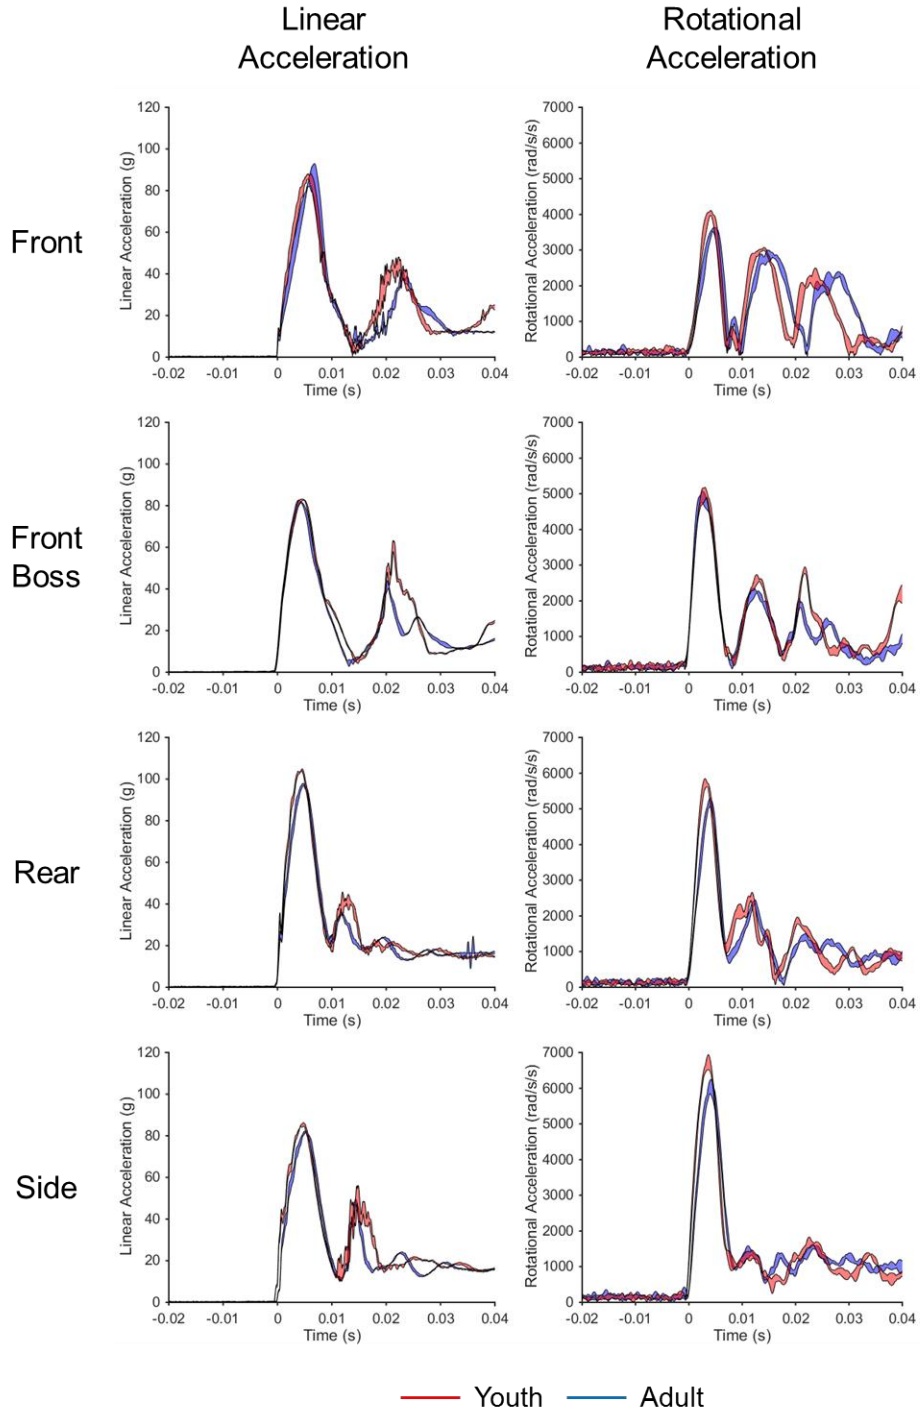 Linear
Acceleration
Rotational
Acceleration
Front
120
100
80
60
40
20
0
Linear Acceleration (g)
-0.02 -0.01 0 0.01 0.02 0.03 0.04
Time (s)
7000
6000
5000
4000
3000
2000
1000
0
Rotational Acceleration (rad/s/s)
-0.02 -0.01 0 0.01 0.02 0.03 0.04
Time (s)
Front
Boss
120
100
80
60
40
20
0
Linear Acceleration (g)
-0.02 -0.01 0 0.01 0.02 0.03 0.04
Time (s)
7000
6000
5000
4000
3000
2000
1000
0
Rotational Acceleration (rad/s/s)
-0.02 -0.01 0 0.01 0.02 0.03 0.04
Time (s)
Rear
120
100
80
60
40
20
0
Linear Acceleration (g)
-0.02 -0.01 0 0.01 0.02 0.03 0.04
Time (s)
7000
6000
5000
4000
3000
2000
1000
0
Rotational Acceleration (rad/s/s)
-0.02 -0.01 0 0.01 0.02 0.03 0.04
Time (s)
Side
120
100
80
60
40
20
0
Linear Acceleration (g)
-0.02 -0.01 0 0.01 0.02 0.03 0.04
Time (s)
7000
6000
5000
4000
3000
2000
1000
0
Rotational Acceleration (rad/s/s)
-0.02 -0.01 0 0.01 0.02 0.03 0.04
Time (s)
Youth Adult